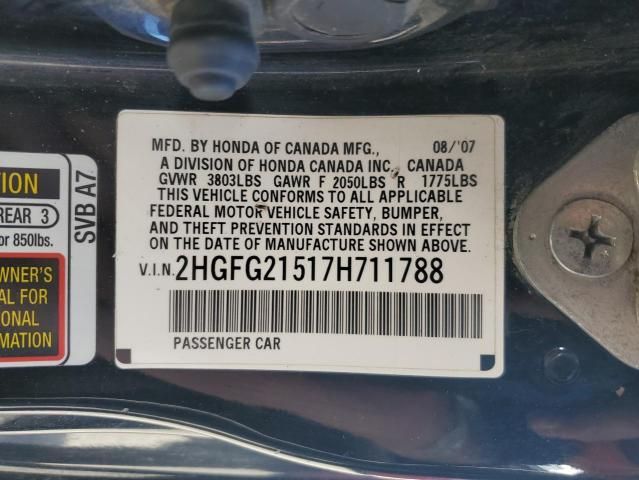 MFD. BY HONDA OF CANADA MFG., 08/'07
A DIVISION OF HONDA CANADA INC., CANADA
GVWR 3803LBS GAWR F 2050LBS R 1775LBS
THIS VEHICLE CONFORMS TO ALL APPLICABLE
FEDERAL MOTOR VEHICLE SAFETY, BUMPER,
AND THEFT PREVENTION STANDARDS IN EFFECT
ON THE DATE OF MANUFACTURE SHOWN ABOVE.
V.I.N. 2HGFG21517H711788
PASSENGER CAR
SVB A7
TION
REAR 3
or 850lbs.
WNER'S
AL FOR
ONAL
MATION